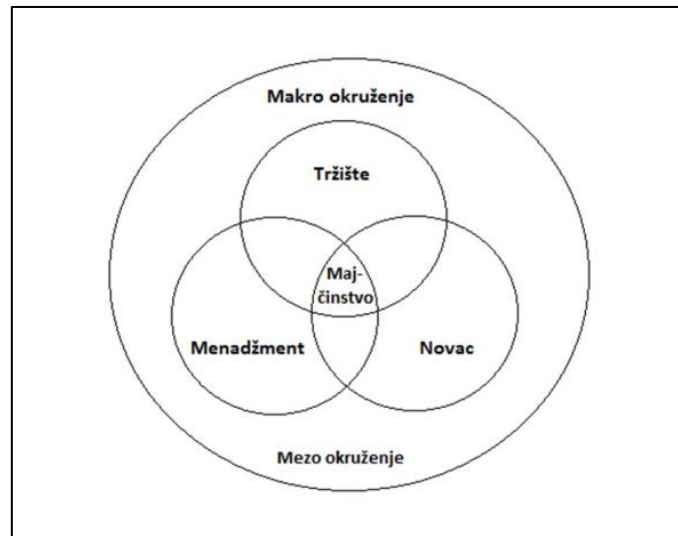 Makro okruženje
Tržište
Maj-
činstvo
Menadžment
Novac
Mezo okruženje